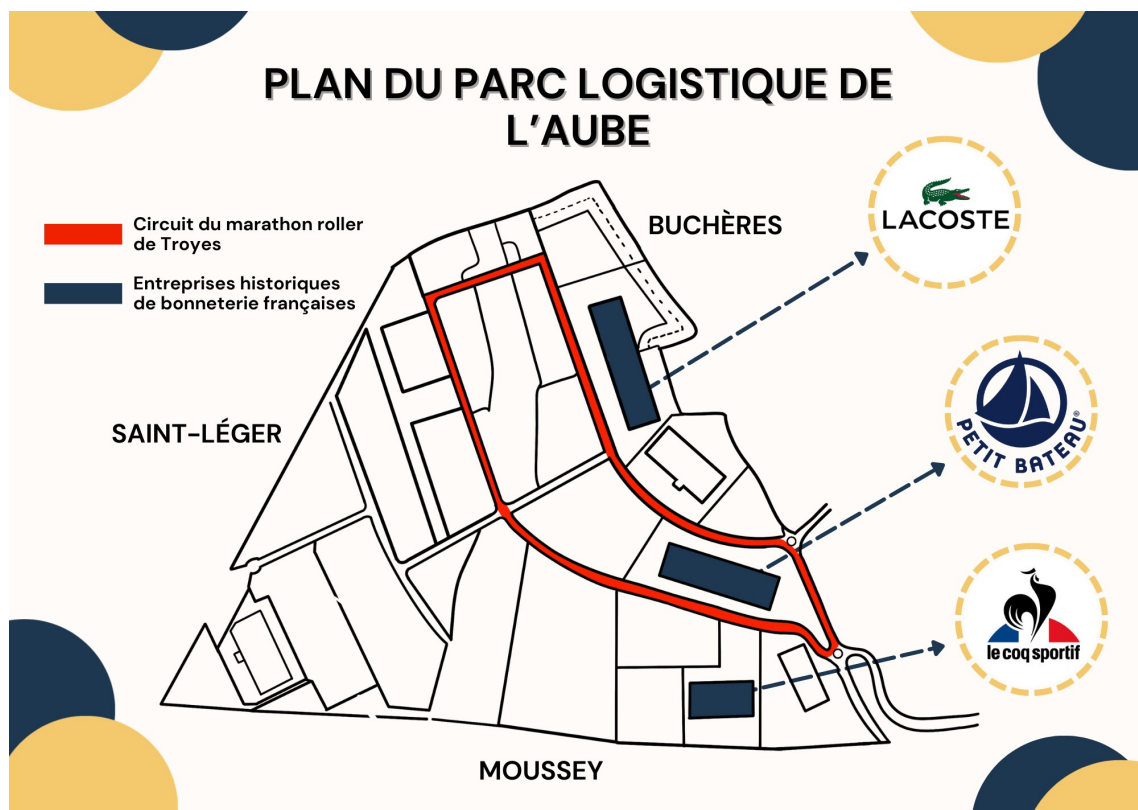 PLAN DU PARC LOGISTIQUE DE
L'AUBE
Circuit du marathon roller
de Troyes
Entreprises historiques
de bonneterie françaises
BUCHÈRES
LACOSTE
SAINT-LÉGER
PETIT BATEAU®
le coq sportif
MOUSSEY